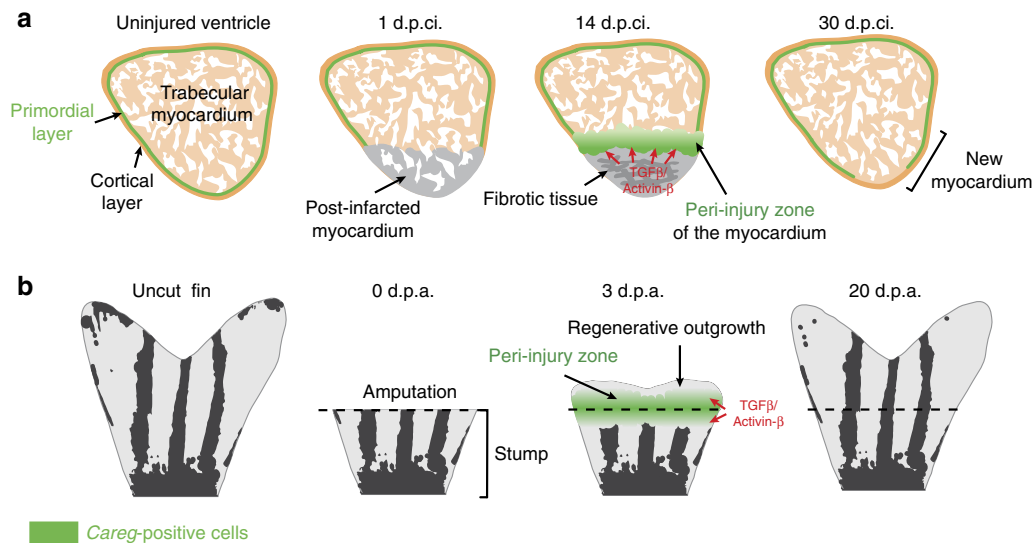 a
Uninjured ventricle
1 d.p.ci.
14 d.p.ci.
30 d.p.ci.
Primordial
layer
Trabecular
myocardium
Cortical
layer
Post-infarcted
myocardium
Fibrotic tissue
TGFβ/
Activin-β
Peri-injury zone
of the myocardium
New
myocardium
b
Uncut fin
0 d.p.a.
3 d.p.a.
20 d.p.a.
Amputation
Stump
Peri-injury zone
Regenerative outgrowth
TGFβ/
Activin-β
Careg-positive cells